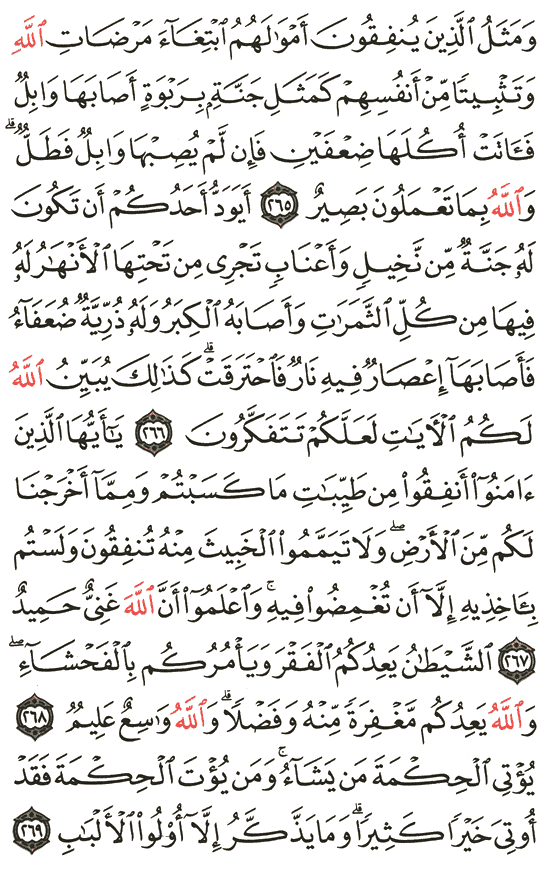 وَمَثَلُ ٱلَّذِينَ يُنفِقُونَ أَمۡوَٰلَهُمُ ٱبۡتِغَآءَ مَرۡضَاتِ ٱللَّهِ
وَتَثۡبِيتٗا مِّنۡ أَنفُسِهِمۡ كَمَثَلِ جَنَّةِۭ بِرَبۡوَةٍ أَصَابَهَا وَابِلٞ
فَـَٔاتَتۡ أُكُلَهَا ضِعۡفَيۡنِ فَإِن لَّمۡ يُصِبۡهَا وَابِلٞ فَطَلّٞۗ
وَٱللَّهُ بِمَا تَعۡمَلُونَ بَصِيرٌ ٢٦٥ أَيَوَدُّ أَحَدُكُمۡ أَن تَكُونَ
لَهُۥ جَنَّةٞ مِّن نَّخِيلٖ وَأَعۡنَابٖ تَجۡرِي مِن تَحۡتِهَا ٱلۡأَنۡهَٰرُ لَهُۥ
فِيهَا مِن كُلِّ ٱلثَّمَرَٰتِ وَأَصَابَهُ ٱلۡكِبَرُ وَلَهُۥ ذُرِّيَّةٞ ضُعَفَآءُ
فَأَصَابَهَآ إِعۡصَارٞ فِيهِ نَارٞ فَٱحۡتَرَقَتۡۗ كَذَٰلِكَ يُبَيِّنُ ٱللَّهُ
لَكُمُ ٱلۡأٓيَٰتِ لَعَلَّكُمۡ تَتَفَكَّرُونَ ٢٦٦ يَٰٓأَيُّهَا ٱلَّذِينَ
ءَامَنُوٓاْ أَنفِقُواْ مِن طَيِّبَٰتِ مَا كَسَبۡتُمۡ وَمِمَّآ أَخۡرَجۡنَا
لَكُم مِّنَ ٱلۡأَرۡضِۖ وَلَا تَيَمَّمُواْ ٱلۡخَبِيثَ مِنۡهُ تُنفِقُونَ وَلَسۡتُم
بِـَٔاخِذِيهِ إِلَّآ أَن تُغۡمِضُواْ فِيهِۚ وَٱعۡلَمُوٓاْ أَنَّ ٱللَّهَ غَنِيٌّ حَمِيدٌ
٢٦٧ ٱلشَّيۡطَٰنُ يَعِدُكُمُ ٱلۡفَقۡرَ وَيَأۡمُرُكُم بِٱلۡفَحۡشَآءِۖ
وَٱللَّهُ يَعِدُكُم مَّغۡفِرَةٗ مِّنۡهُ وَفَضۡلٗاۗ وَٱللَّهُ وَٰسِعٌ عَلِيمٞ ٢٦٨
يُؤۡتِي ٱلۡحِكۡمَةَ مَن يَشَآءُۚ وَمَن يُؤۡتَ ٱلۡحِكۡمَةَ فَقَدۡ
أُوتِيَ خَيۡرٗا كَثِيرٗاۗ وَمَا يَذَّكَّرُ إِلَّآ أُوْلُواْ ٱلۡأَلۡبَٰبِ ٢٦٩